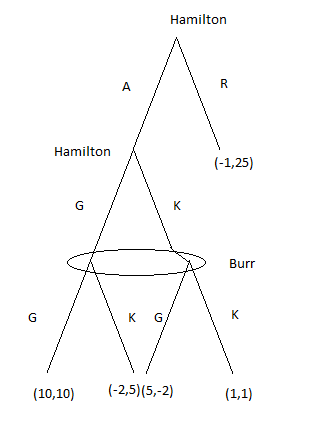 Hamilton
A
R
Hamilton
(-1,25)
G
K
Burr
G
K
G
K
(10,10)
(-2,5)
(5,-2)
(1,1)